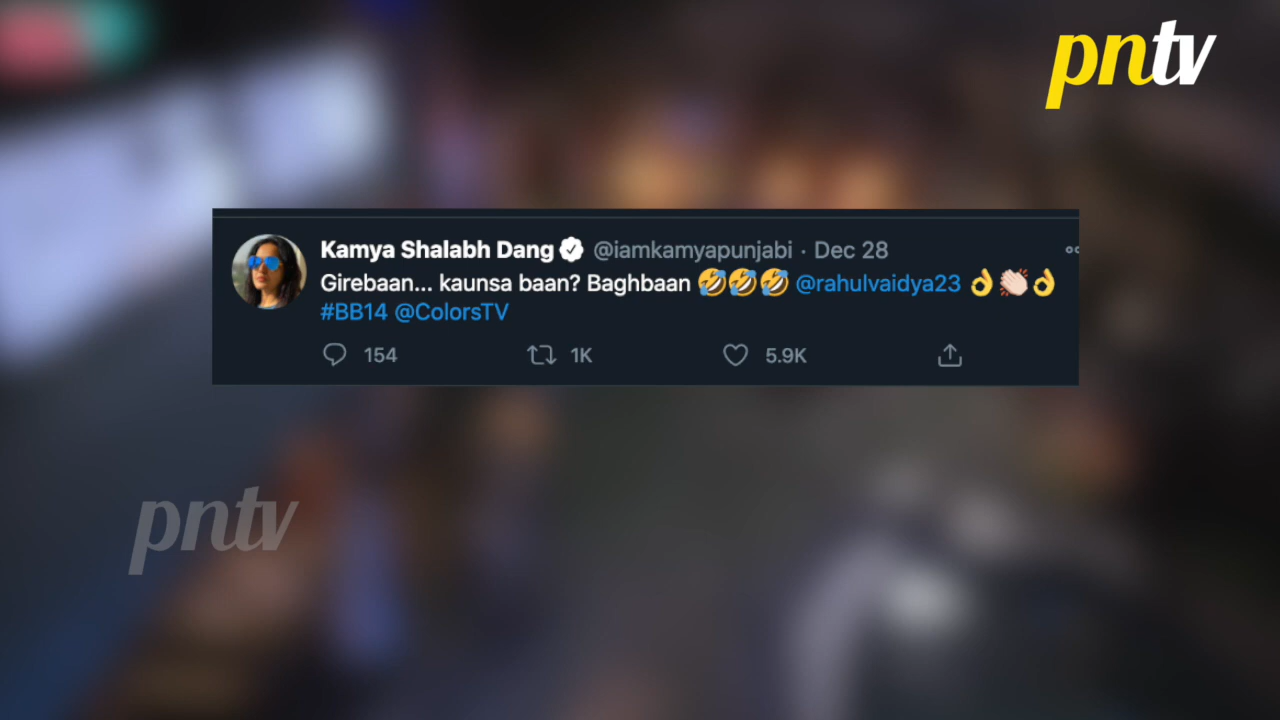 pntv
Kamya Shalabh Dang @iamkamyapunjabi · Dec 28
Girebaan... kaunsa baan? Baghbaan 🤣🤣🤣 @rahulvaidya23 👌👏🏻👌
#BB14 @ColorsTV
154 1K 5.9K
pntv